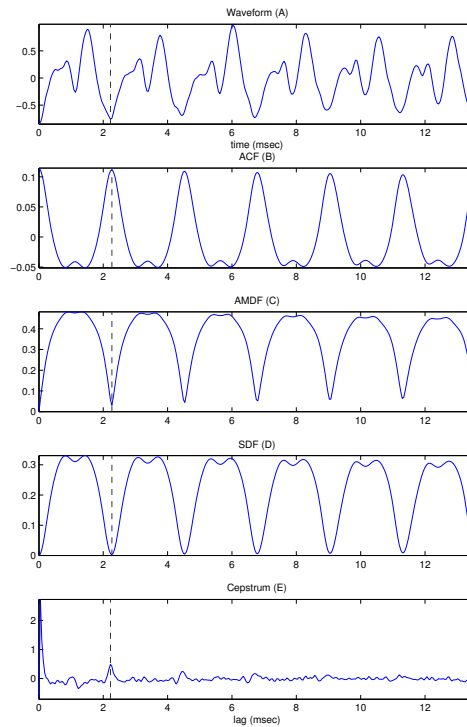 Waveform (A)
0.5
0
−0.5
0 2 4 6 8 10 12
time (msec)
ACF (B)
0.1
0.05
0
−0.05
0 2 4 6 8 10 12
AMDF (C)
0.4
0.3
0.2
0.1
0
0 2 4 6 8 10 12
SDF (D)
0.3
0.2
0.1
0
0 2 4 6 8 10 12
Cepstrum (E)
2
1
0
0 2 4 6 8 10 12
lag (msec)